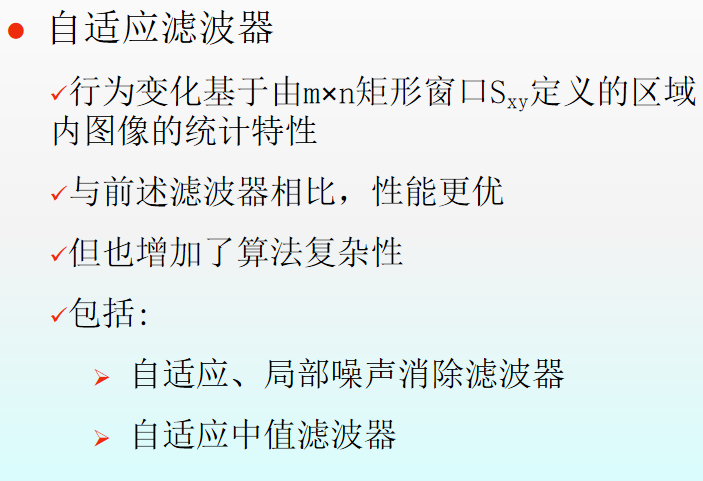 自适应滤波器
行为变化基于由m×n矩形窗口Sxy定义的区域
内图像的统计特性
与前述滤波器相比，性能更优
但也增加了算法复杂性
包括:
自适应、局部噪声消除滤波器
自适应中值滤波器